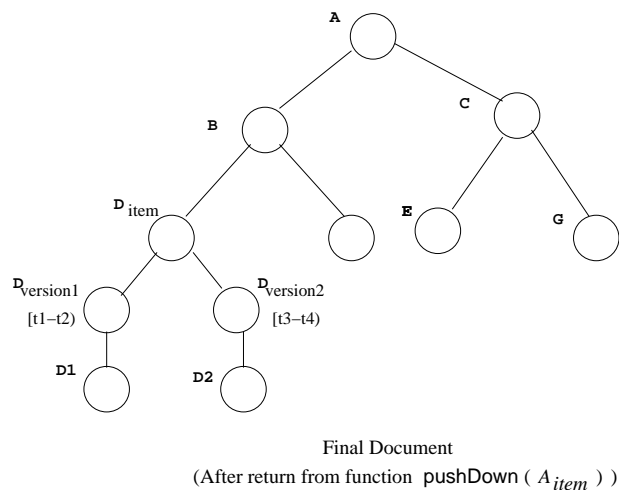 A
C
B
D item
E
G
D version1
[t1–t2)
D version2
[t3–t4)
D1
D2
Final Document
(After return from function pushDown ( A item ) )